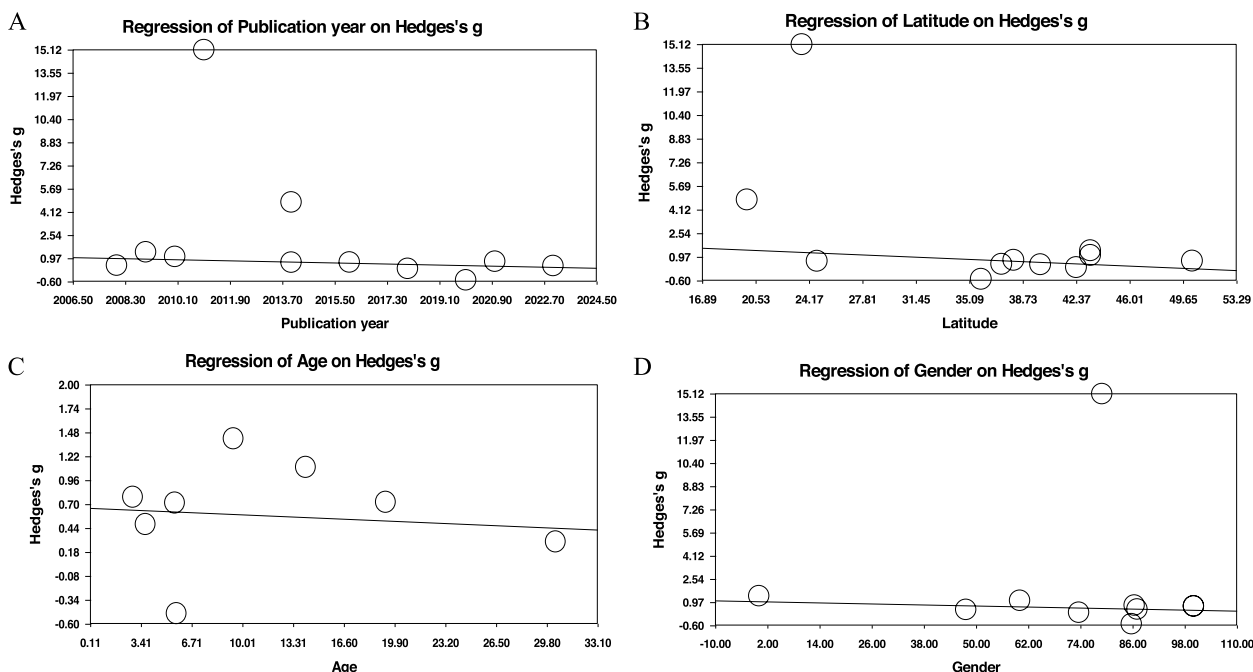 A
Regression of Publication year on Hedges's g
Hedges's g
15.12
13.55
11.97
10.40
8.83
7.26
5.69
4.12
2.54
0.97
-0.60
2006.50 2008.30 2010.10 2011.90 2013.70 2015.50 2017.30 2019.10 2020.90 2022.70 2024.50
Publication year
B
Regression of Latitude on Hedges's g
Hedges's g
15.12
13.55
11.97
10.40
8.83
7.26
5.69
4.12
2.54
0.97
-0.60
16.89 20.53 24.17 27.81 31.45 35.09 38.73 42.37 46.01 49.65 53.29
Latitude
C
Regression of Age on Hedges's g
Hedges's g
2.00
1.74
1.48
1.22
0.96
0.70
0.44
0.18
-0.08
-0.34
-0.60
0.11 3.41 6.71 10.01 13.31 16.60 19.90 23.20 26.50 29.80 33.10
Age
D
Regression of Gender on Hedges's g
Hedges's g
15.12
13.55
11.97
10.40
8.83
7.26
5.69
4.12
2.54
0.97
-0.60
-10.00 2.00 14.00 26.00 38.00 50.00 62.00 74.00 86.00 98.00 110.00
Gender